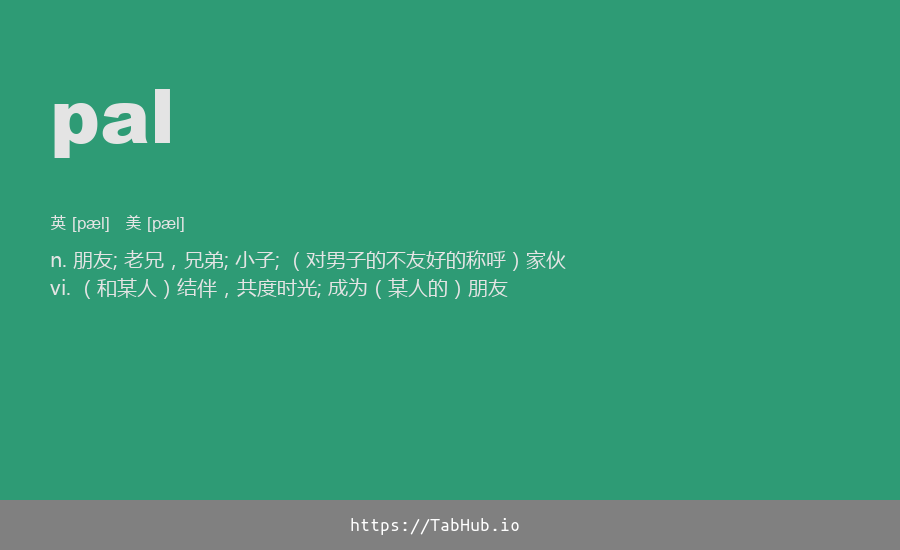 pal
英 [pæl] 美 [pæl]
n. 朋友; 老兄，兄弟; 小子; （对男子的不友好的称呼）家伙
vi. （和某人）结伴，共度时光; 成为（某人的）朋友
https://TabHub.io